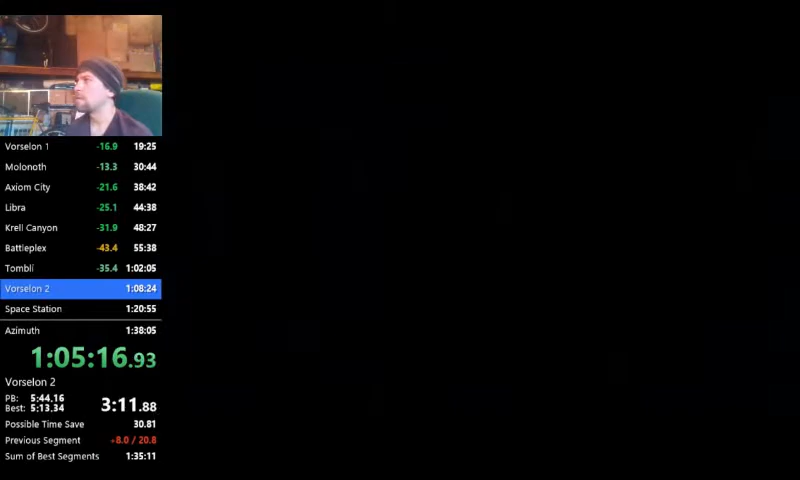 Vorselon 1 -16.9 19:25
Molonoth -13.3 30:44
Axiom City -21.6 38:42
Libra -25.1 44:38
Krell Canyon -31.9 48:27
Battleplex -43.4 55:38
Tombli -35.4 1:02:05
Vorselon 2 1:08:24
Space Station 1:20:55
Azimuth 1:38:05
1:05:16.93
Vorselon 2
PB: 5:44.16
Best: 5:13.34
3:11.88
Possible Time Save 30.81
Previous Segment +8.0 / 20.8
Sum of Best Segments 1:35:11